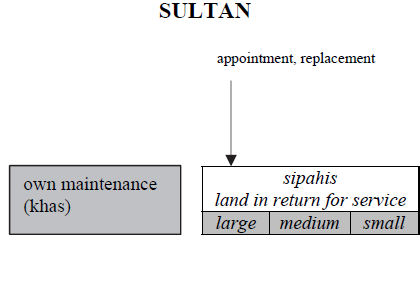 SULTAN
appointment, replacement
own maintenance
(khas)
sipahis
land in return for service
large medium small